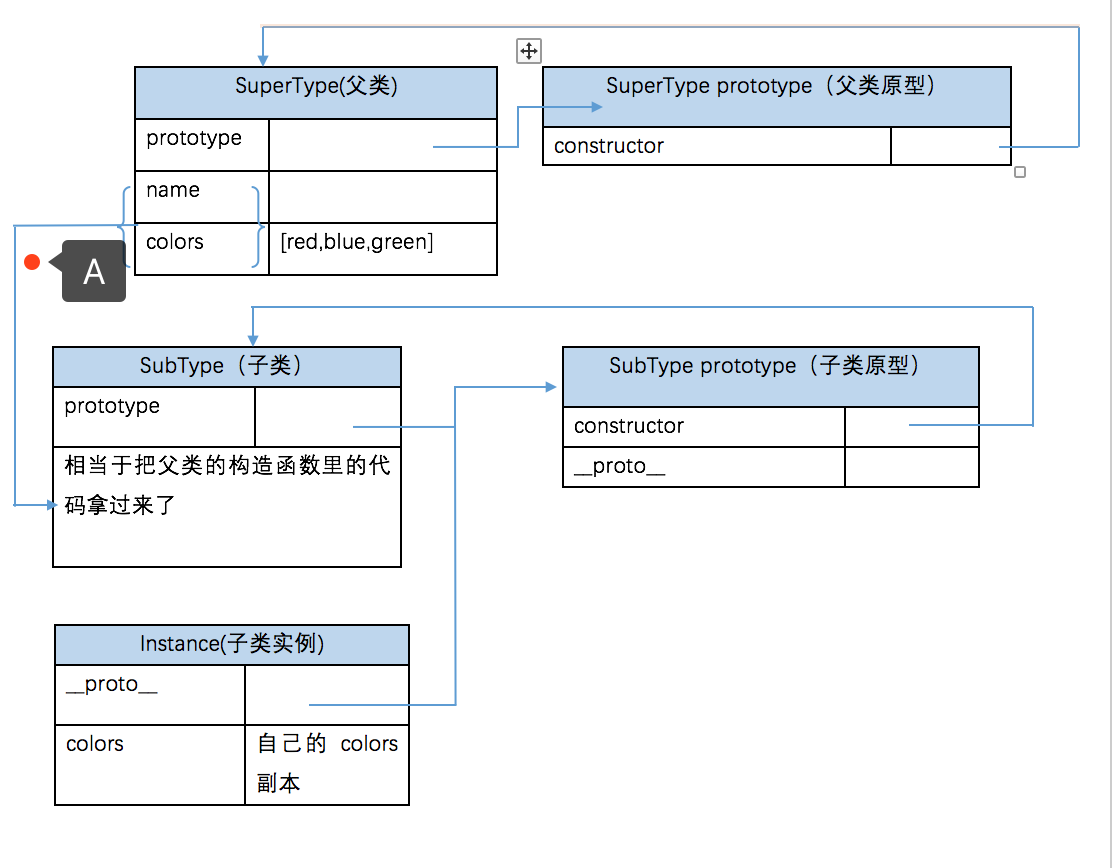 SuperType(父类)
prototype
name
colors
[red,blue,green]
SuperType prototype（父类原型）
constructor
A
SubType（子类）
prototype
相当于把父类的构造函数里的代
码拿过来了
SubType prototype（子类原型）
constructor
__proto__
Instance(子类实例)
__proto__
colors
自己的 colors
副本